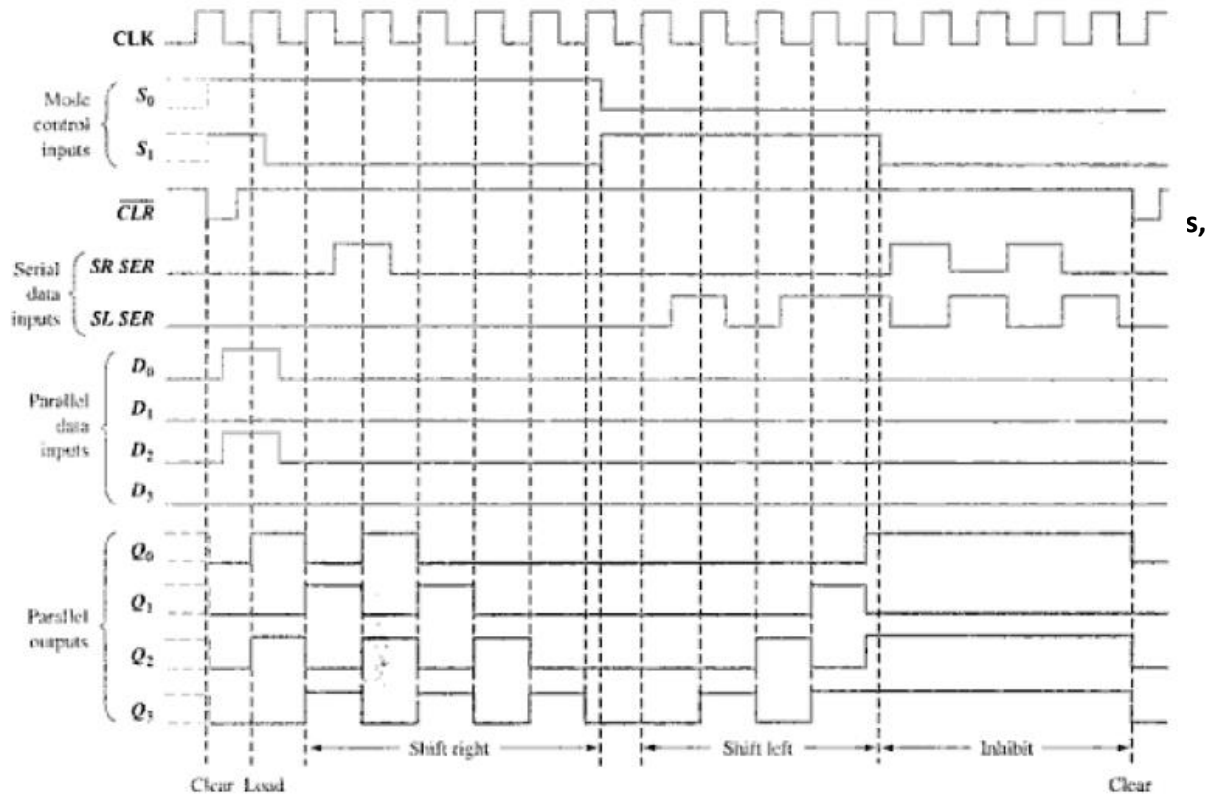 CLK
Mode
control
inputs
S0
S1
CLR
s,
Serial
data
inputs
SR SER
SL SER
Parallel
data
inputs
D0
D1
D2
D3
Parallel
outputs
Q0
Q1
Q2
Q3
Shift right
Shift left
Inhibit
Clear Load
Clear